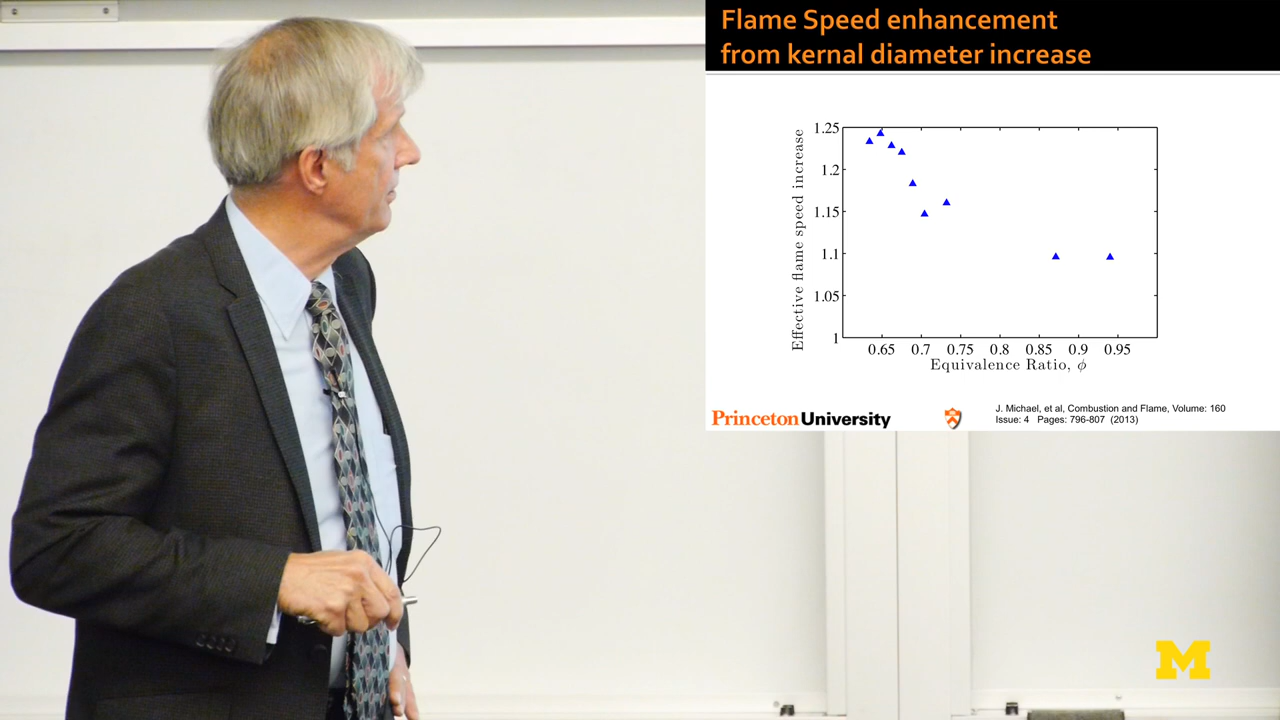 Flame Speed enhancement
from kernal diameter increase
Effective flame speed increase
1.25
1.2
1.15
1.1
1.05
1
0.65 0.7 0.75 0.8 0.85 0.9 0.95
Equivalence Ratio, ϕ
Princeton University
J. Michael, et al, Combustion and Flame, Volume: 160
Issue: 4 Pages: 796-807 (2013)
M